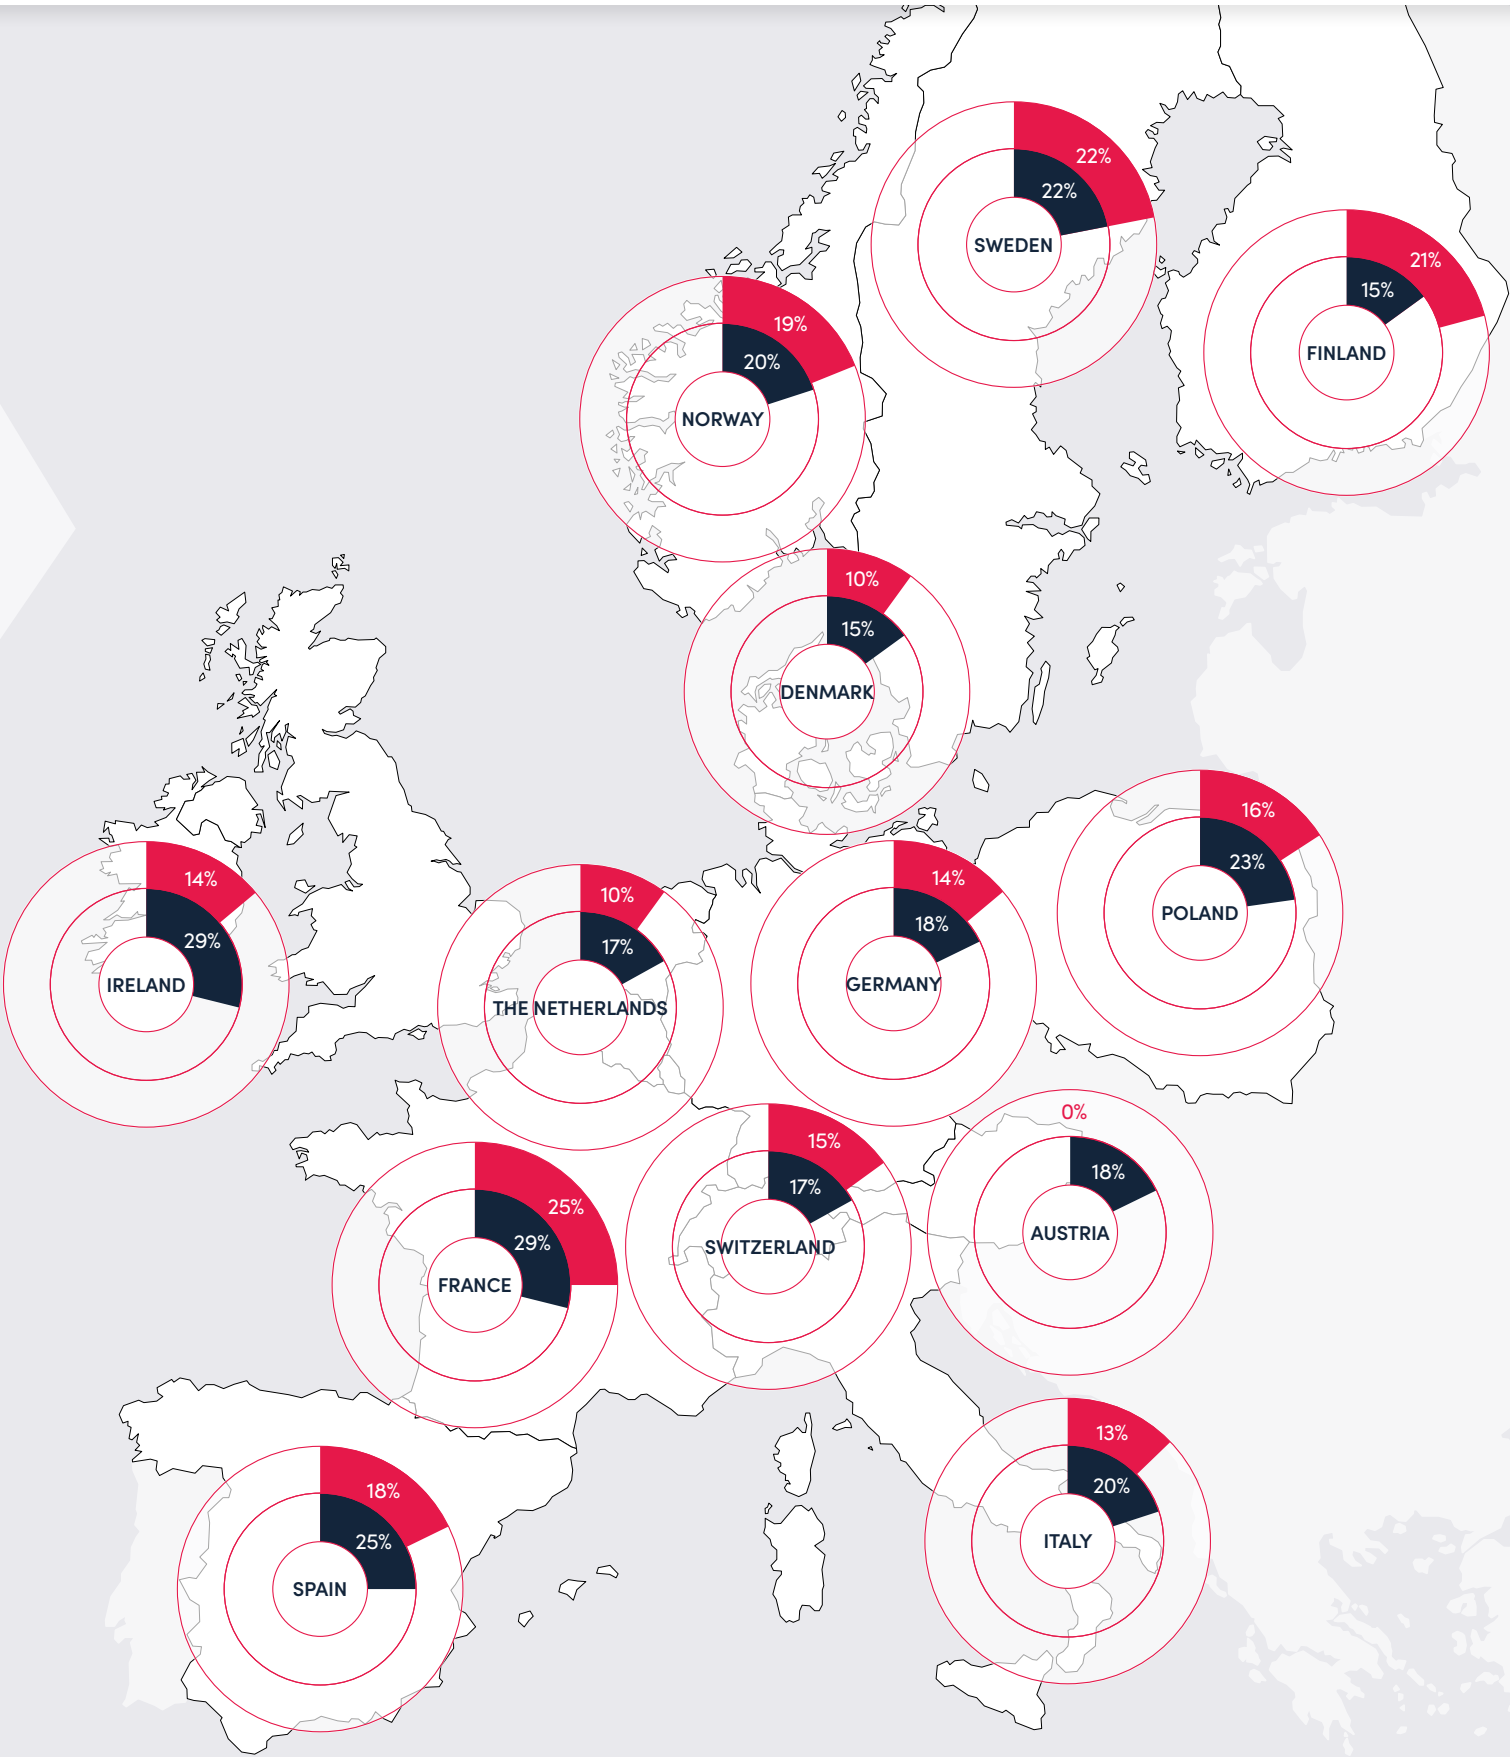 22%
22%
SWEDEN
21%
15%
FINLAND
19%
20%
NORWAY
10%
15%
DENMARK
16%
23%
POLAND
14%
29%
IRELAND
10%
17%
THE NETHERLANDS
14%
18%
GERMANY
0%
18%
AUSTRIA
15%
17%
SWITZERLAND
25%
29%
FRANCE
13%
20%
ITALY
18%
25%
SPAIN